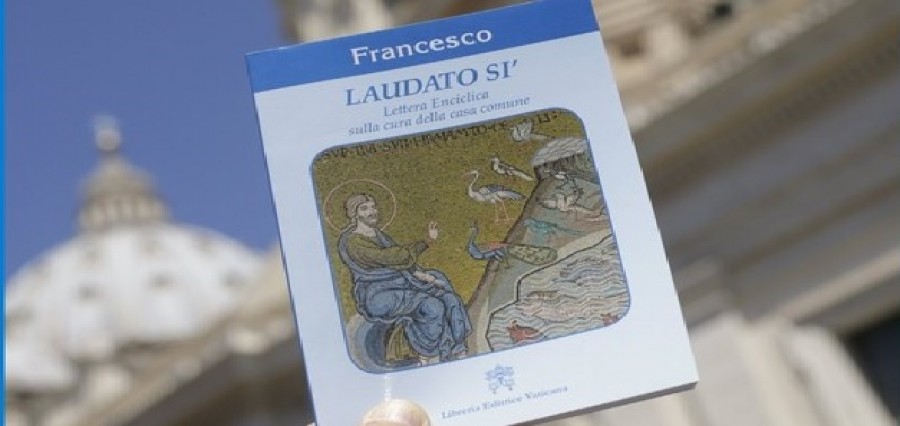 Francesco
LAUDATO SI'
Lettera Enciclica
sulla cura della casa comune
Libreria Editrice Vaticana